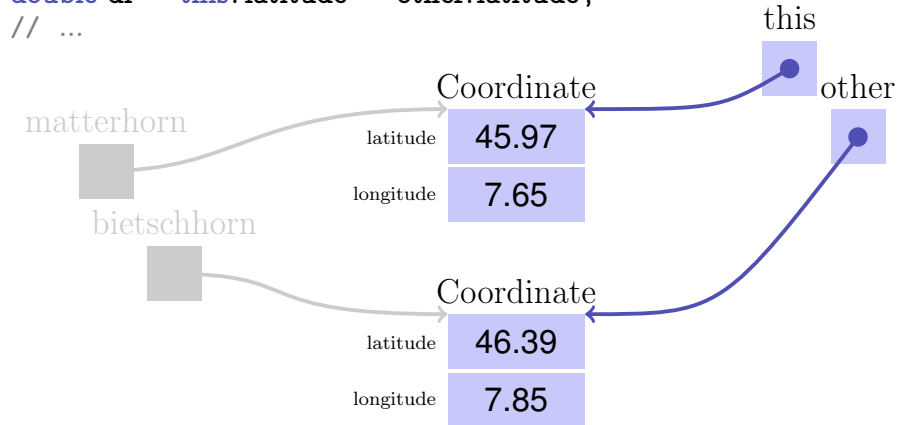 // ...
this
Coordinate
other
matterhorn
latitude
45.97
longitude
7.65
bietschhorn
Coordinate
latitude
46.39
longitude
7.85